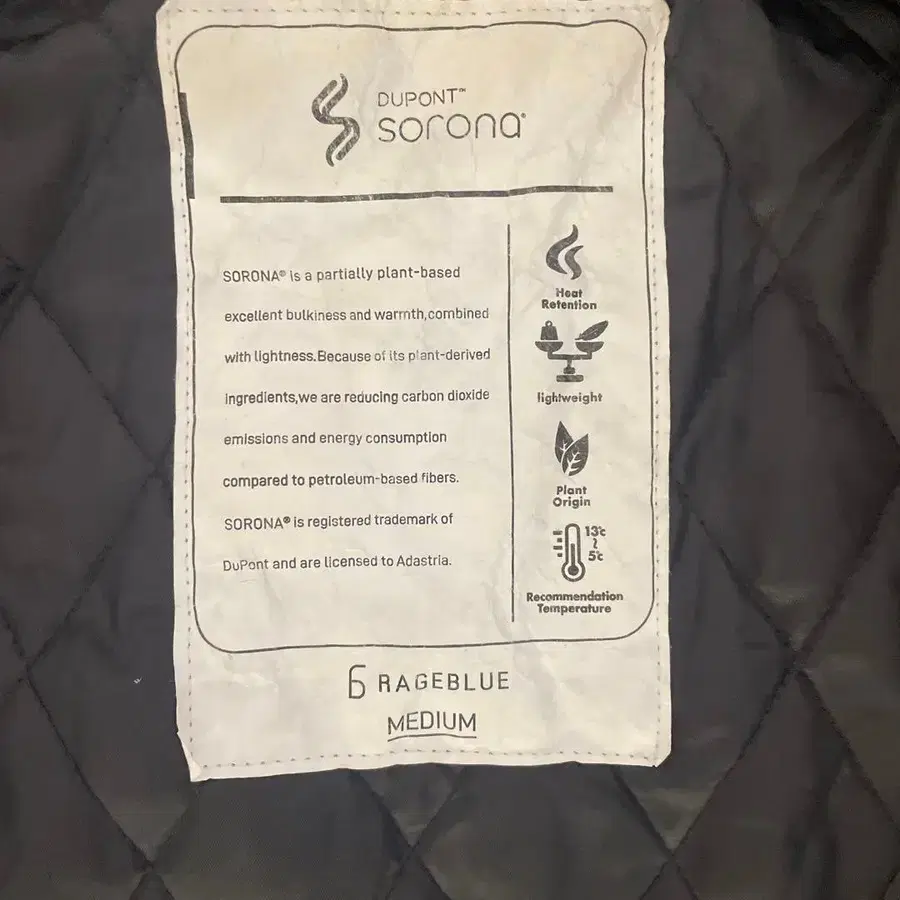 DUPONT™
sorona®
SORONA® is a partially plant-based
excellent bulkiness and warmth,combined
with lightness.Because of its plant-derived
ingredients,we are reducing carbon dioxide
emissions and energy consumption
compared to petroleum-based fibers.
SORONA® is registered trademark of
DuPont and are licensed to Adastria.
Heat
Retention
lightweight
Plant
Origin
13℃
~
5℃
Recommendation
Temperature
RAGEBLUE
MEDIUM